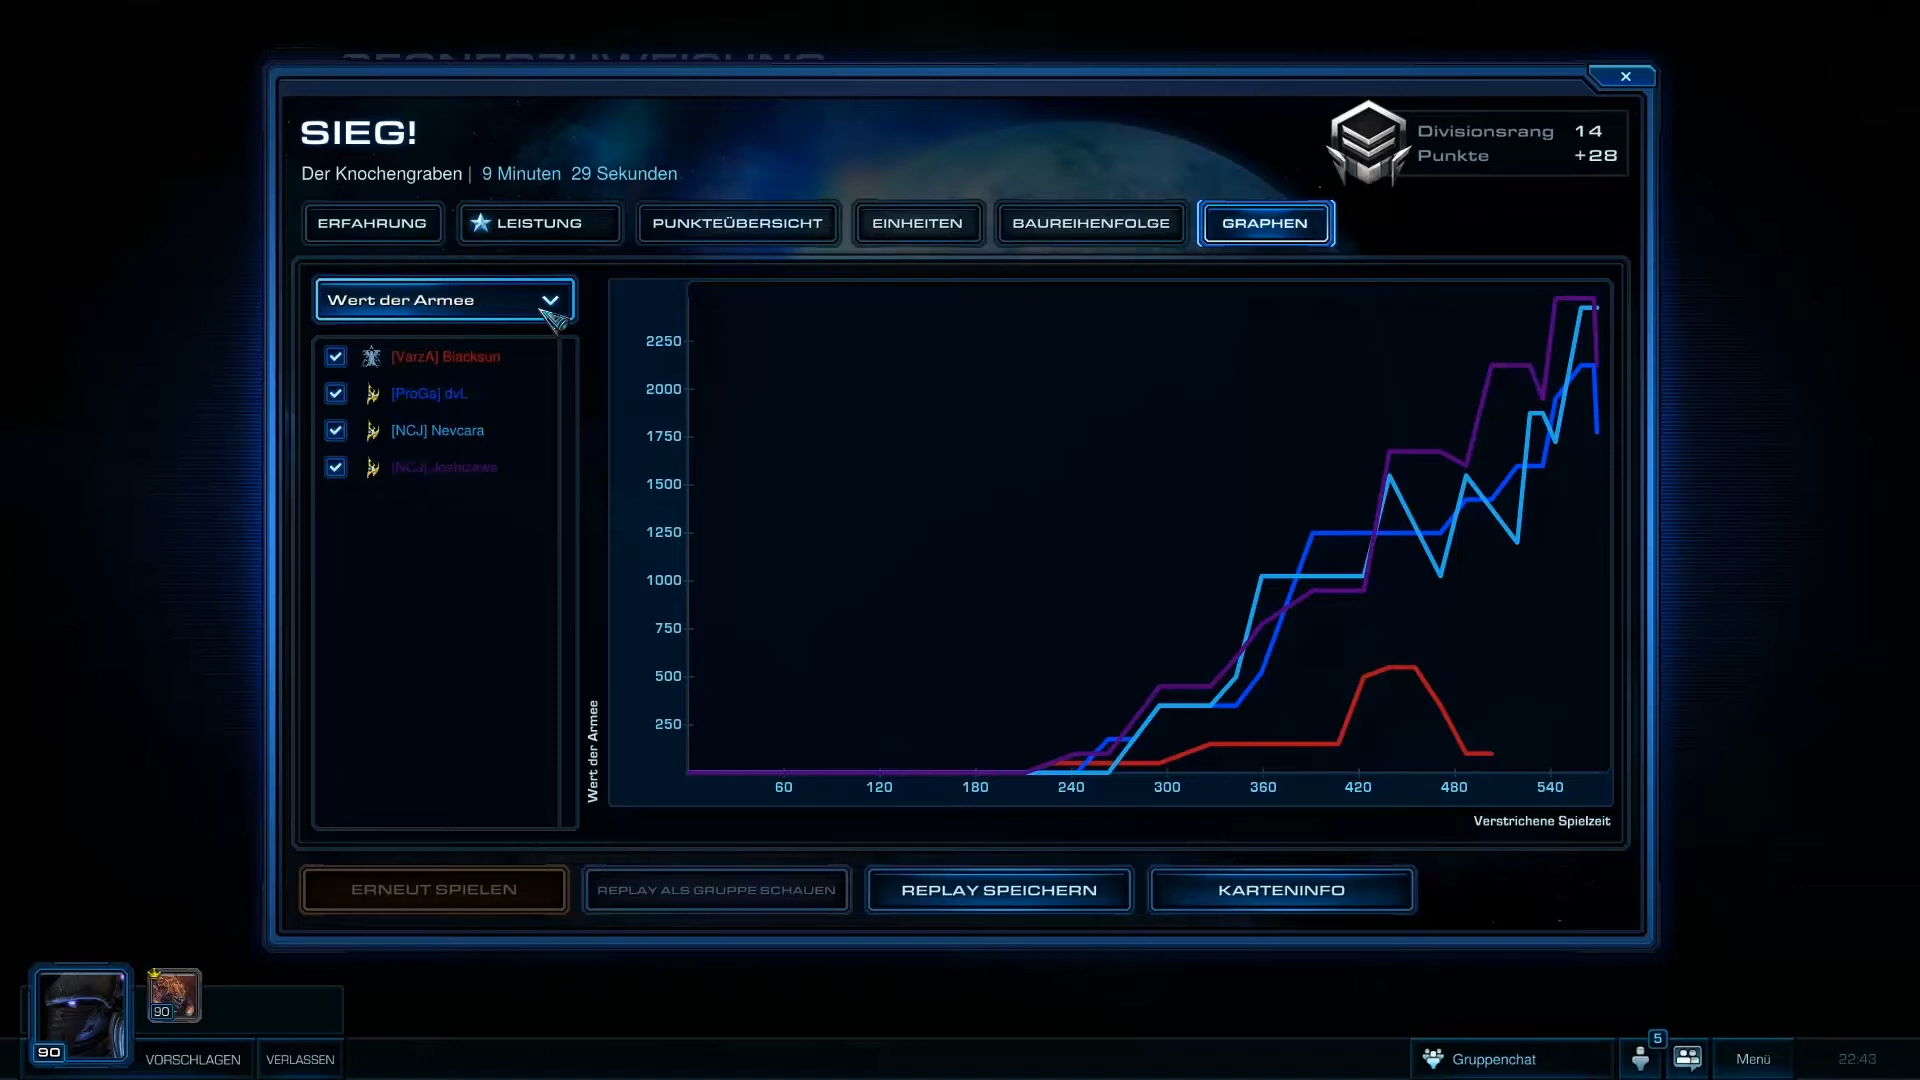 SIEG!
Der Knochengraben | 9 Minuten 29 Sekunden
Divisionsrang 14
Punkte +28
ERFAHRUNG
LEISTUNG
PUNKTEÜBERSICHT
EINHEITEN
BAUREIHENFOLGE
GRAPHEN
Wert der Armee
[VarzA] Blacksun
[ProGa] dvL
[NCJ] Nevcara
2250
2000
1750
1500
1250
1000
750
500
250
Wert der Armee
60 120 180 240 300 360 420 480 540
Verstrichene Spielzeit
ERNEUT SPIELEN
REPLAY ALS GRUPPE SCHAUEN
REPLAY SPEICHERN
KARTENINFO
90
90
VORSCHLAGEN
VERLASSEN
Gruppenchat
5
Menü
22:43